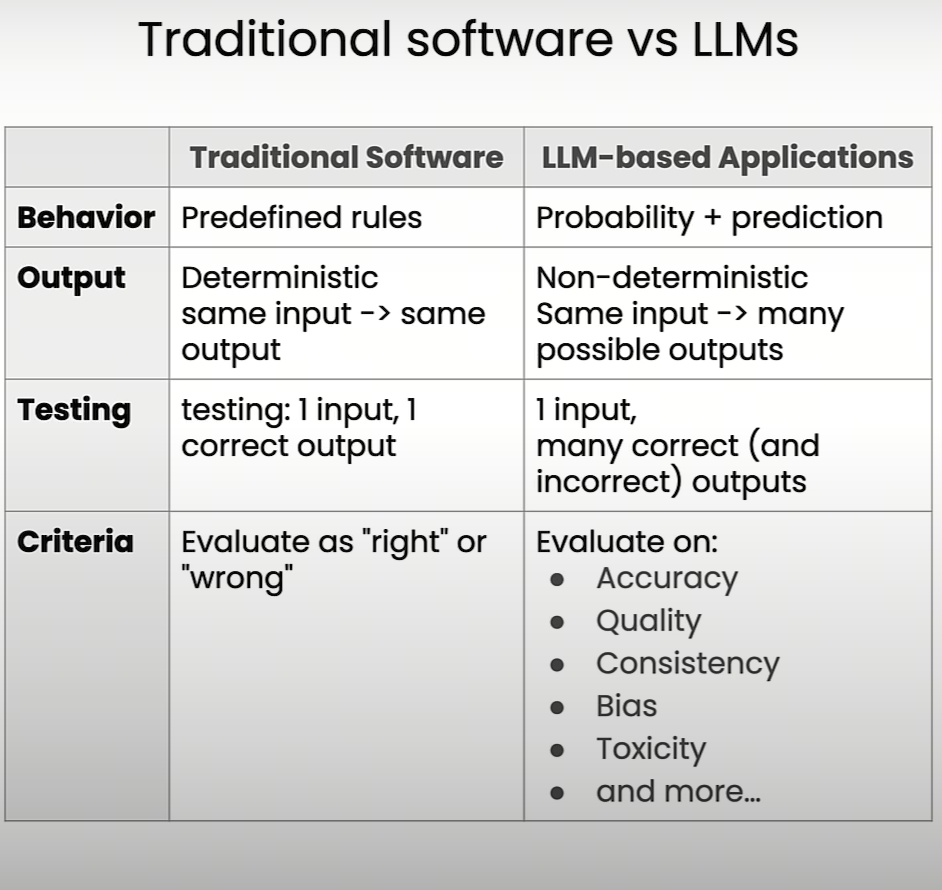 Traditional software vs LLMs
Traditional Software
LLM-based Applications
Behavior
Predefined rules
Probability + prediction
Output
Deterministic
same input -> same
output
Non-deterministic
Same input -> many
possible outputs
Testing
testing: 1 input, 1
correct output
1 input,
many correct (and
incorrect) outputs
Criteria
Evaluate as "right" or
"wrong"
Evaluate on:
● Accuracy
● Quality
● Consistency
● Bias
● Toxicity
● and more...